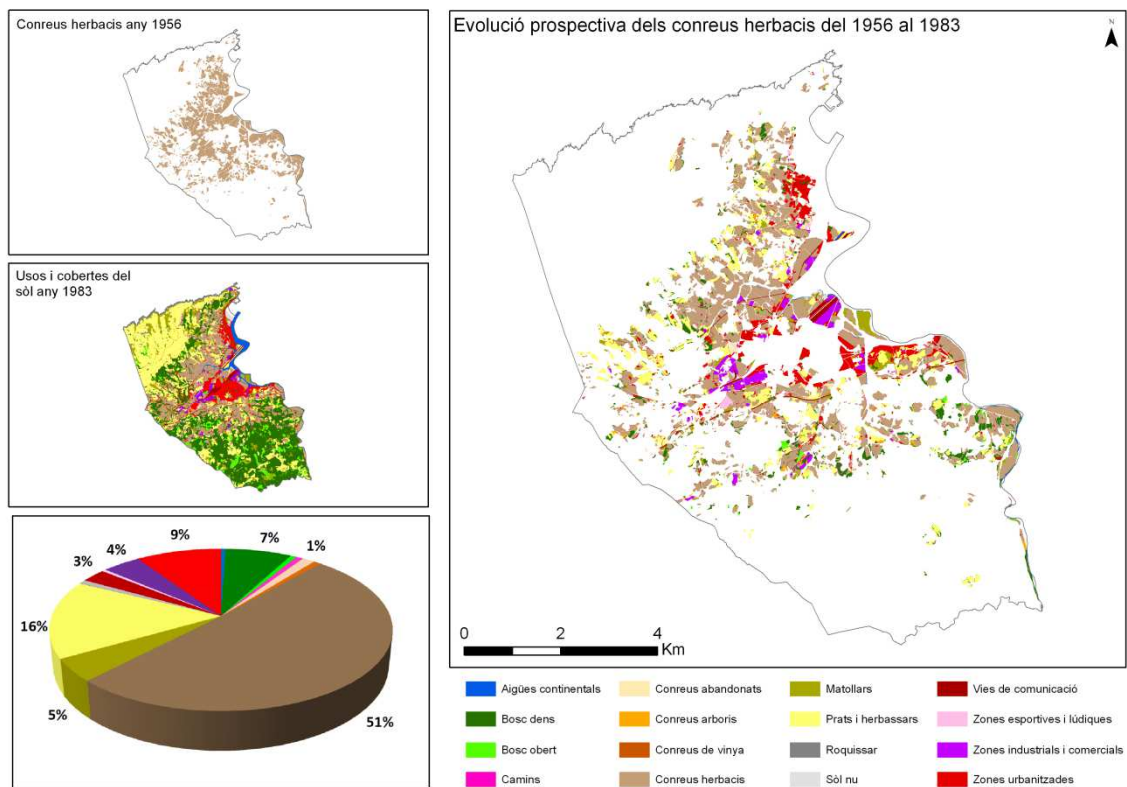 Conreus herbacis any 1956
Usos i cobertes del
sòl any 1983
9%
7%
1%
4%
3%
16%
5%
51%
Evolució prospectiva dels conreus herbacis del 1956 al 1983
N
0
2
4
Km
Aigües continentals
Bosc dens
Bosc obert
Camins
Conreus abandonats
Conreus arboris
Conreus de vinya
Conreus herbacis
Matollars
Prats i herbassars
Roquissar
Sòl nu
Vies de comunicació
Zones esportives i lúdiques
Zones industrials i comercials
Zones urbanitzades